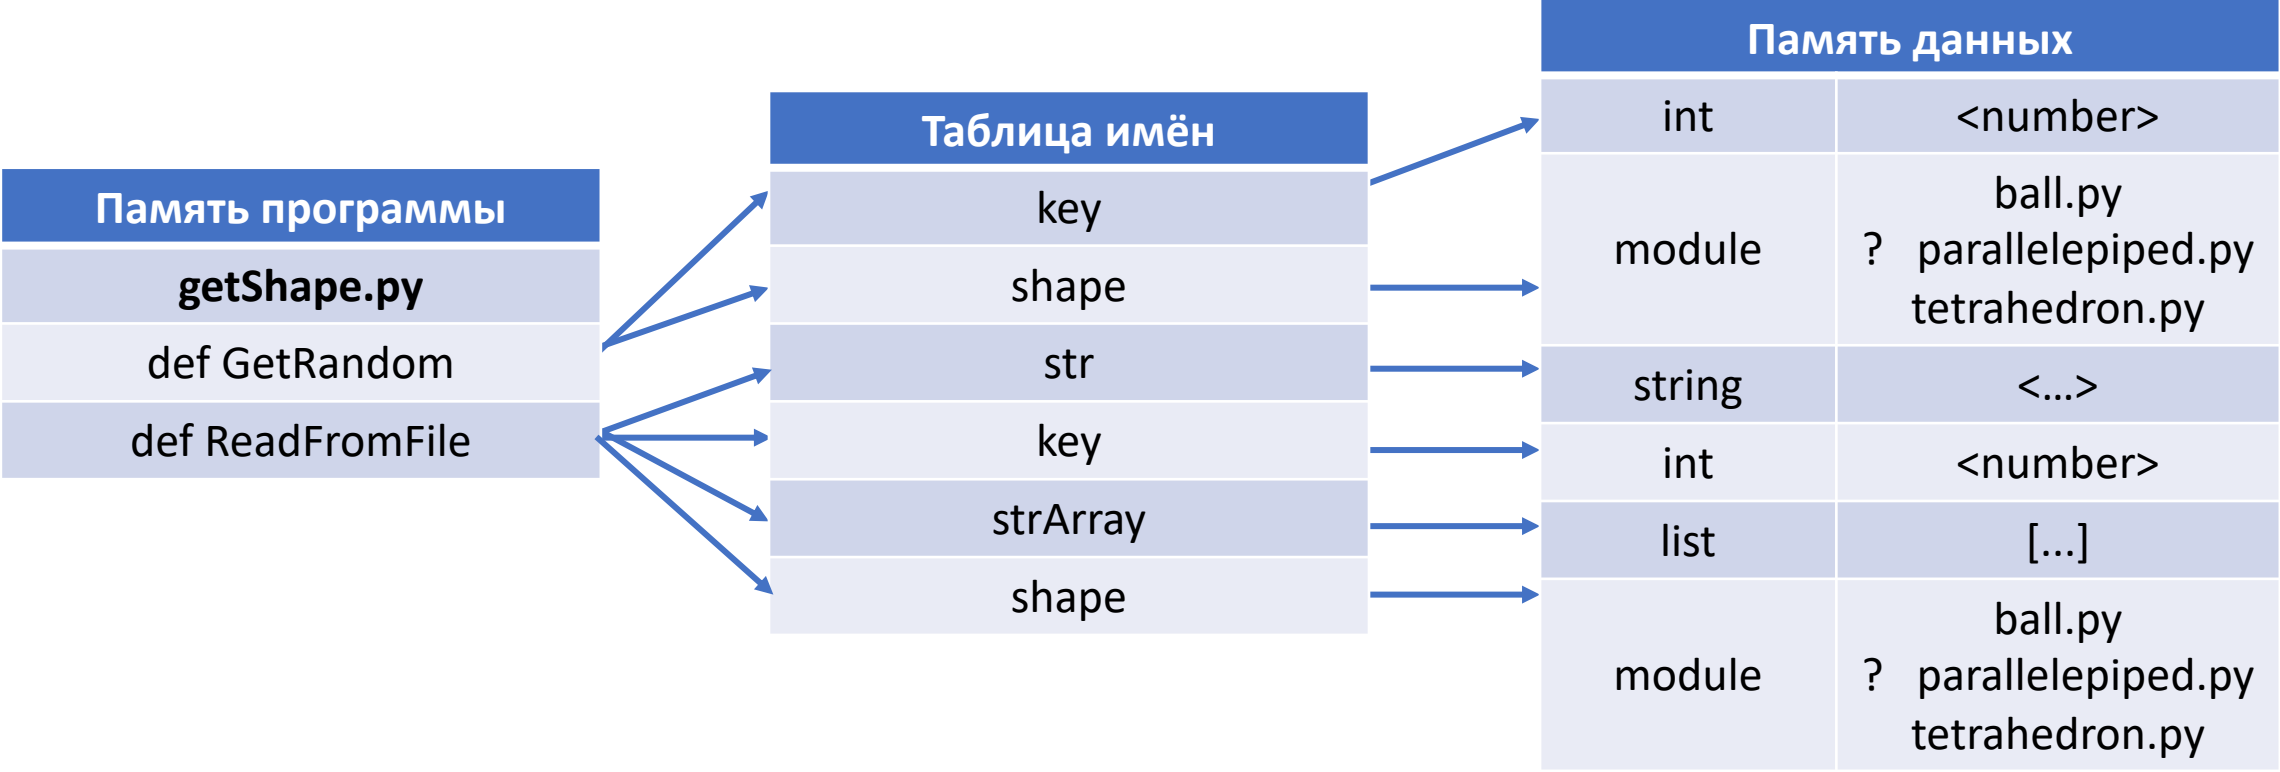 Память программы
getShape.py
def GetRandom
def ReadFromFile
Таблица имён
key
shape
str
key
strArray
shape
Память данных
int <number>
module
ball.py
? parallelepiped.py
tetrahedron.py
string <...>
int <number>
list [...]
module
ball.py
? parallelepiped.py
tetrahedron.py